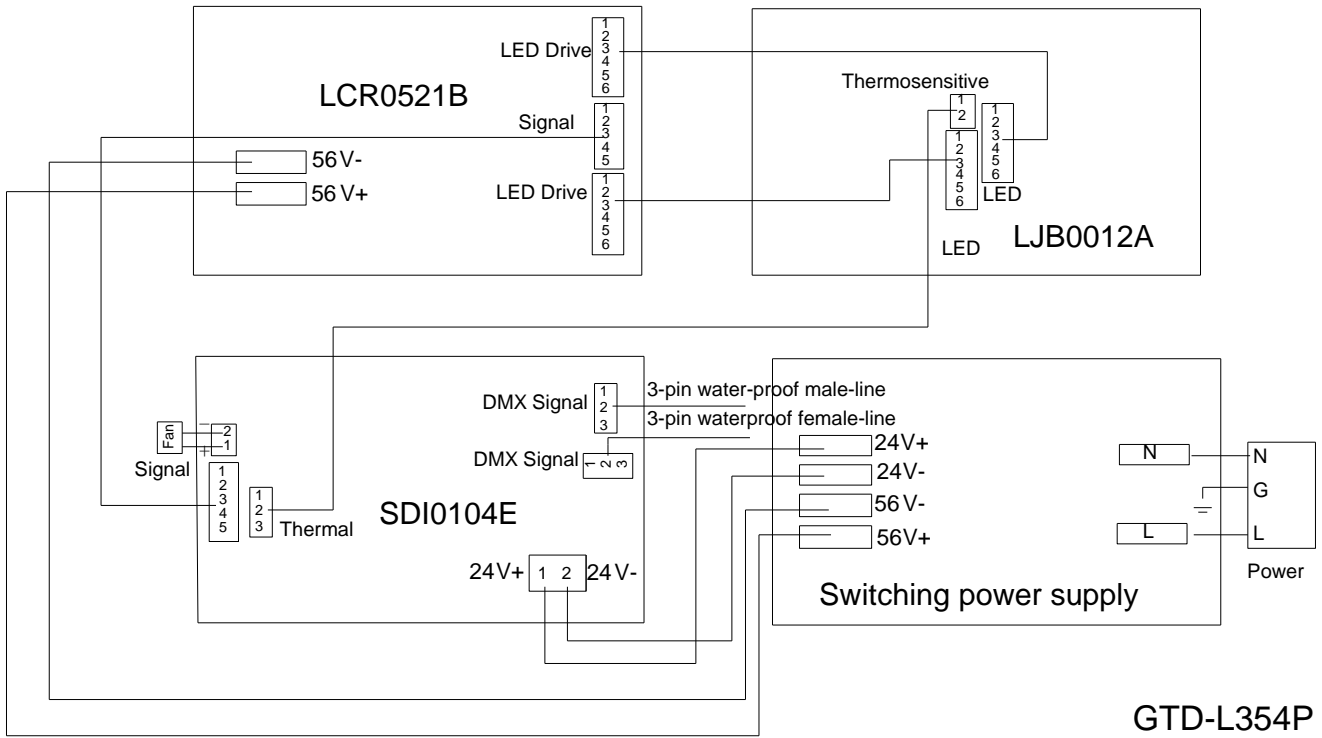 LCR0521B
LED Drive
1
2
3
4
5
6
Signal
1
2
3
4
5
56V-
56V+
LED Drive
1
2
3
4
5
6
Thermosensitive
1
2
1
2
3
4
5
6
LED
1
2
3
4
5
6
LED
LJB0012A
DMX Signal
1
2
3
3-pin water-proof male-line
3-pin waterproof female-line
DMX Signal
1 2 3
Fan
−
+
2
1
Signal
1
2
3
4
5
1
2
3
Thermal
SDI0104E
24V+ 1 2 24V-
24V+
24V-
56V-
56V+
N
L
Switching power supply
N
G
L
Power
GTD-L354P